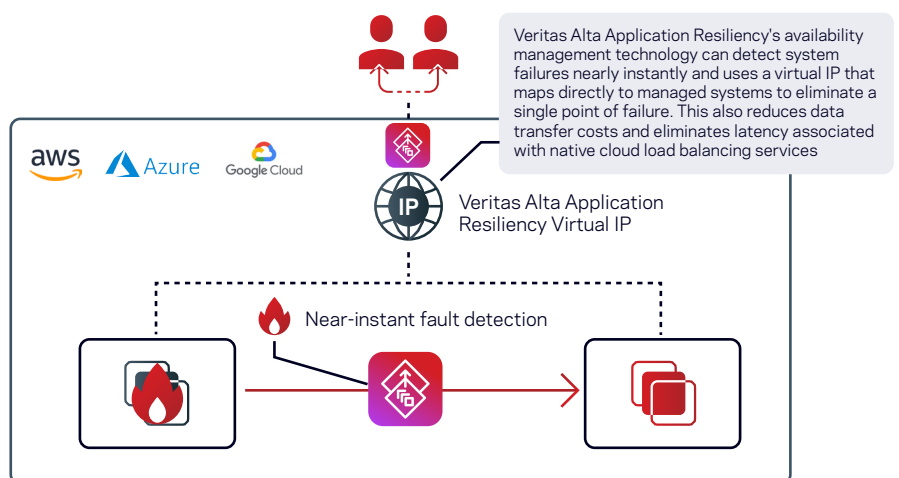 Veritas Alta Application Resiliency's availability
management technology can detect system
failures nearly instantly and uses a virtual IP that
maps directly to managed systems to eliminate a
single point of failure. This also reduces data
transfer costs and eliminates latency associated
with native cloud load balancing services
aws
Azure
Google Cloud
IP
Veritas Alta Application
Resiliency Virtual IP
Near-instant fault detection